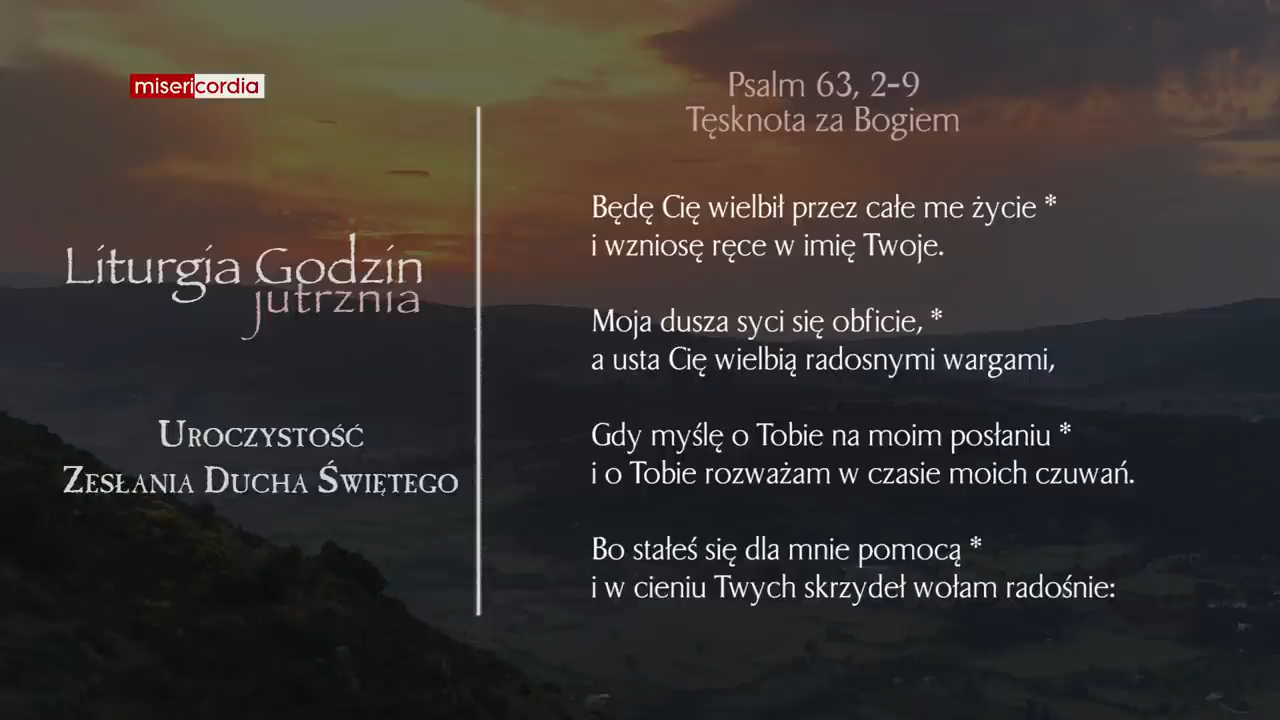 misericordia
Liturgia Godzin
jutrznia
Uroczystość
Zesłania Ducha Świętego
Psalm 63, 2-9
Tęsknota za Bogiem
Będę Cię wielbił przez całe me życie *
i wzniosę ręce w imię Twoje.
Moja dusza syci się obficie, *
a usta Cię wielbią radosnymi wargami,
Gdy myślę o Tobie na moim posłaniu *
i o Tobie rozważam w czasie moich czuwań.
Bo stałeś się dla mnie pomocą *
i w cieniu Twych skrzydeł wołam radośnie: